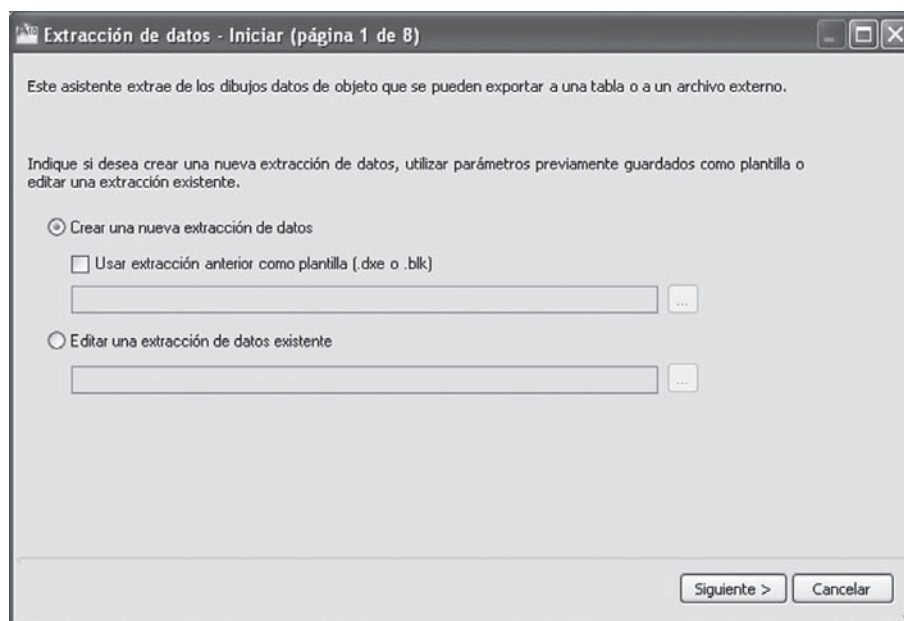 Extracción de datos - Iniciar (página 1 de 8)
Este asistente extrae de los dibujos datos de objeto que se pueden exportar a una tabla o a un archivo externo.
Indique si desea crear una nueva extracción de datos, utilizar parámetros previamente guardados como plantilla o
editar una extracción existente.
Crear una nueva extracción de datos
Usar extracción anterior como plantilla (.dxe o .blk)
...
Editar una extracción de datos existente
...
Siguiente >
Cancelar